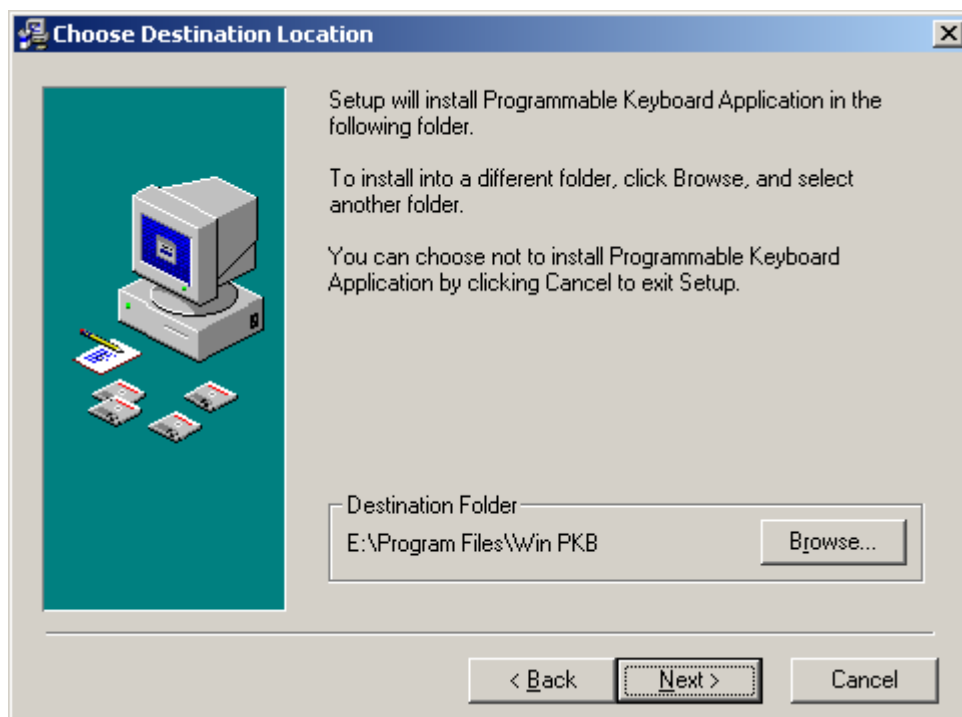 Choose Destination Location
Setup will install Programmable Keyboard Application in the
following folder.
To install into a different folder, click Browse, and select
another folder.
You can choose not to install Programmable Keyboard
Application by clicking Cancel to exit Setup.
Destination Folder
E:\Program Files\Win PKB
Browse...
< Back
Next >
Cancel